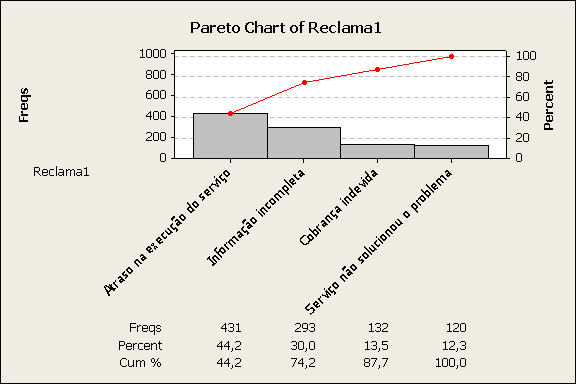 Pareto Chart of Reclama1
Freqs
1000
800
600
400
200
0
100
80
60
40
20
0
Percent
Reclama1
Atraso na execução do serviço
Informação incompleta
Cobrança indevida
Serviço não solucionou o problema
Freqs 431 293 132 120
Percent 44,2 30,0 13,5 12,3
Cum % 44,2 74,2 87,7 100,0